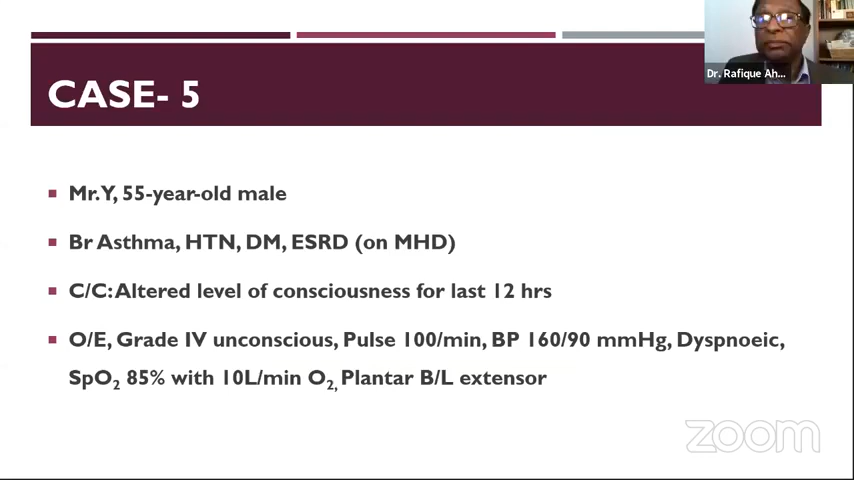 Dr. Rafique Ah...
CASE- 5
Mr. Y, 55-year-old male
Br Asthma, HTN, DM, ESRD (on MHD)
C/C: Altered level of consciousness for last 12 hrs
O/E, Grade IV unconscious, Pulse 100/min, BP 160/90 mmHg, Dyspnoeic,
SpO₂ 85% with 10L/min O₂, Plantar B/L extensor
zoom